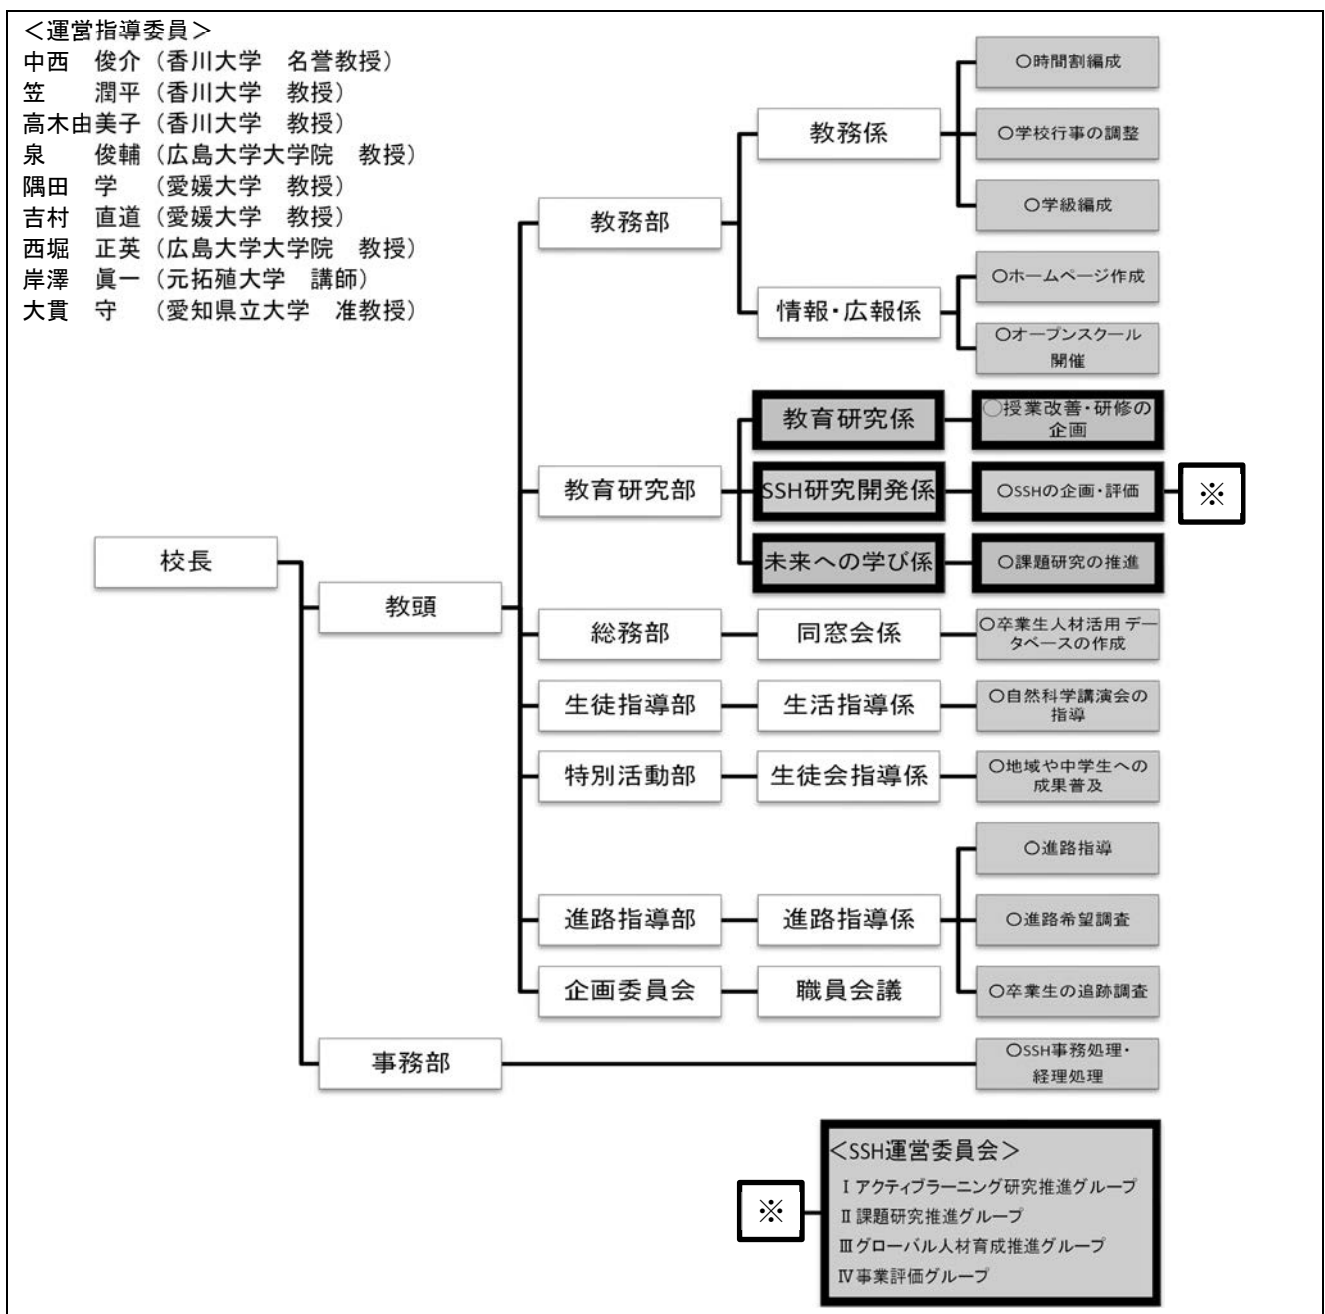 ＜運営指導委員＞
中西　俊介（香川大学　名誉教授）
笠　　潤平（香川大学　教授）
高木由美子（香川大学　教授）
泉　　俊輔（広島大学大学院　教授）
隅田　学　（愛媛大学　教授）
吉村　直道（愛媛大学　教授）
西堀　正英（広島大学大学院　教授）
岸澤　眞一（元拓殖大学　講師）
大貫　守　（愛知県立大学　准教授）
校長
教頭
事務部
教務部
教務係
○時間割編成
○学校行事の調整
○学級編成
情報・広報係
○ホームページ作成
○オープンスクール
開催
教育研究部
教育研究係
○授業改善・研修の
企画
SSH研究開発係
○SSHの企画・評価
※
未来への学び係
○課題研究の推進
総務部
同窓会係
○卒業生人材活用 デー
タベースの作成
生徒指導部
生活指導係
○自然科学講演会の
指導
特別活動部
生徒会指導係
○地域や中学生への
成果普及
進路指導部
進路指導係
○進路指導
○進路希望調査
○卒業生の追跡調査
企画委員会
職員会議
○SSH事務処理・
経理処理
※
＜SSH運営委員会＞
Ⅰ アクティブラーニング研究推進グループ
Ⅱ 課題研究推進グループ
Ⅲ グローバル人材育成推進グループ
Ⅳ 事業評価グループ